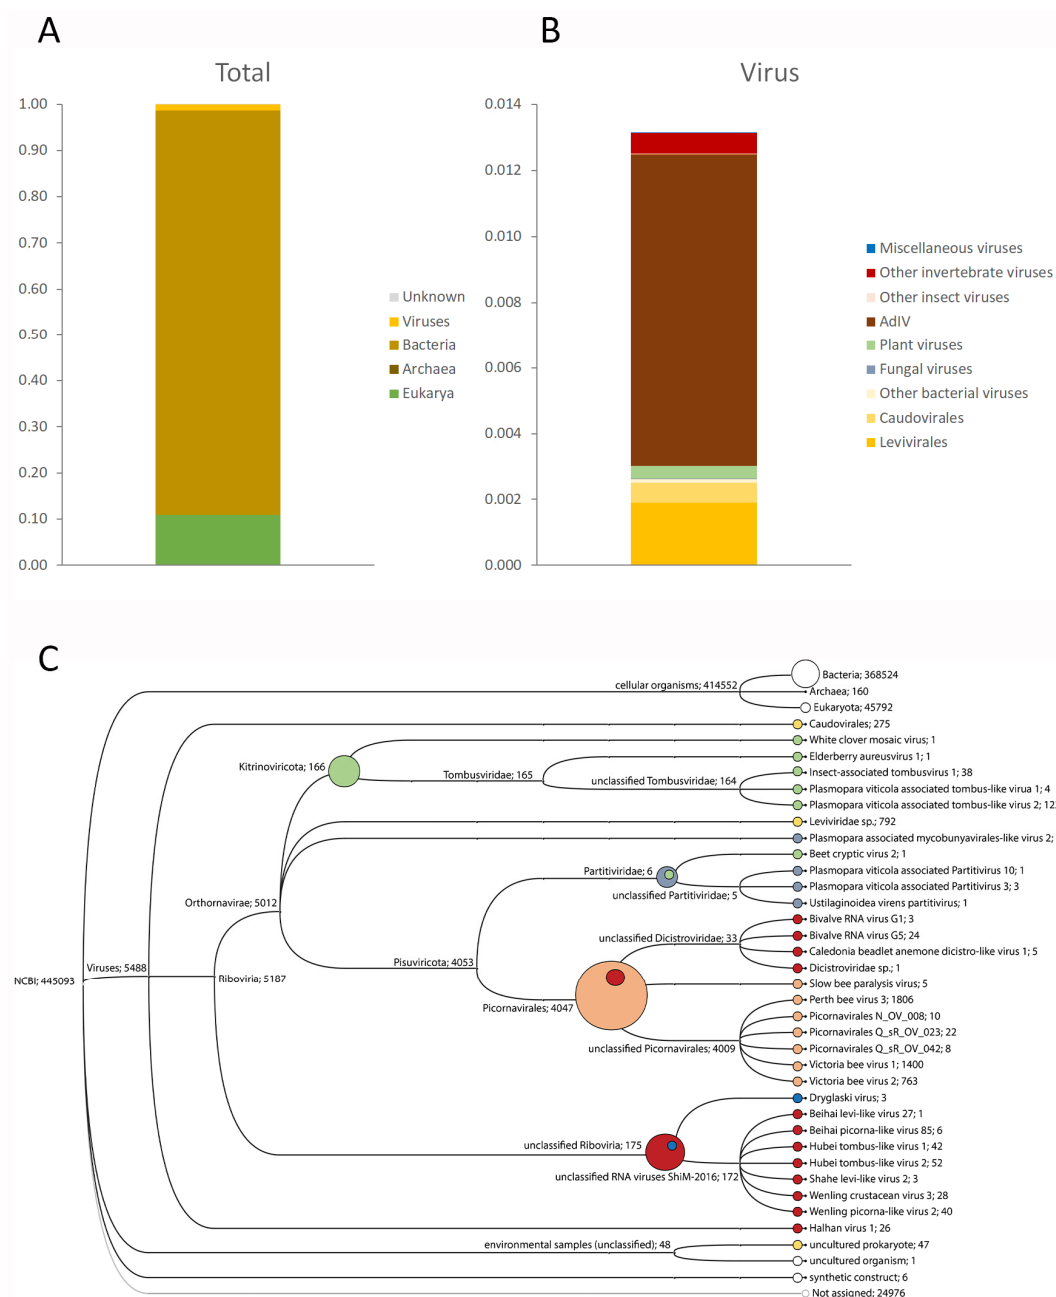 A
B
Total
Virus
1.00
0.90
0.80
0.70
0.60
0.50
0.40
0.30
0.20
0.10
0.00
Unknown
Viruses
Bacteria
Archaea
Eukarya
0.014
0.012
0.010
0.008
0.006
0.004
0.002
0.000
Miscellaneous viruses
Other invertebrate viruses
Other insect viruses
AdIV
Plant viruses
Fungal viruses
Other bacterial viruses
Caudovirales
Levivirales
C
Bacteria; 368524
cellular organisms; 414552
Archaea; 160
Eukaryota; 45792
Caudovirales; 275
White clover mosaic virus; 1
Elderberry aureusvirus 1; 1
Kitrinoviricota; 166
Tombusviridae; 165
Insect-associated tombusvirus 1; 38
unclassified Tombusviridae; 164
Plasmopara viticola associated tombus-like virua 1; 4
Plasmopara viticola associated tombus-like virus 2; 12
Leviviridae sp.; 792
Plasmopara associated mycobunyavirales-like virus 2;
Beet cryptic virus 2; 1
Partitiviridae; 6
Plasmopara viticola associated Partitivirus 10; 1
Plasmopara viticola associated Partitivirus 3; 3
unclassified Partitiviridae; 5
Orthornavirae; 5012
Ustilaginoidea virens partitivirus; 1
Bivalve RNA virus G1; 3
Bivalve RNA virus G5; 24
unclassified Dicistroviridae; 33
Caledonia beadlet anemone dicistro-like virus 1; 5
Pisuviricota; 4053
Viruses; 5488
Dicistroviridae sp.; 1
NCBI; 445093
Riboviria; 5187
Slow bee paralysis virus; 5
Perth bee virus 3; 1806
Picornavirales; 4047
Picornavirales N_OV_008; 10
Picornavirales Q_sR_OV_023; 22
unclassified Picornavirales; 4009
Picornavirales Q_sR_OV_042; 8
Victoria bee virus 1; 1400
Victoria bee virus 2; 763
Dryglaski virus; 3
Beihai levi-like virus 27; 1
Beihai picorna-like virus 85; 6
unclassified Riboviria; 175
Hubei tombus-like virus 1; 42
Hubei tombus-like virus 2; 52
unclassified RNA viruses ShiM-2016; 172
Shahe levi-like virus 2; 3
Wenling crustacean virus 3; 28
Wenling picorna-like virus 2; 40
Halhan virus 1; 26
environmental samples (unclassified); 48
uncultured prokaryote; 47
uncultured organism; 1
synthetic construct; 6
Not assigned; 24976